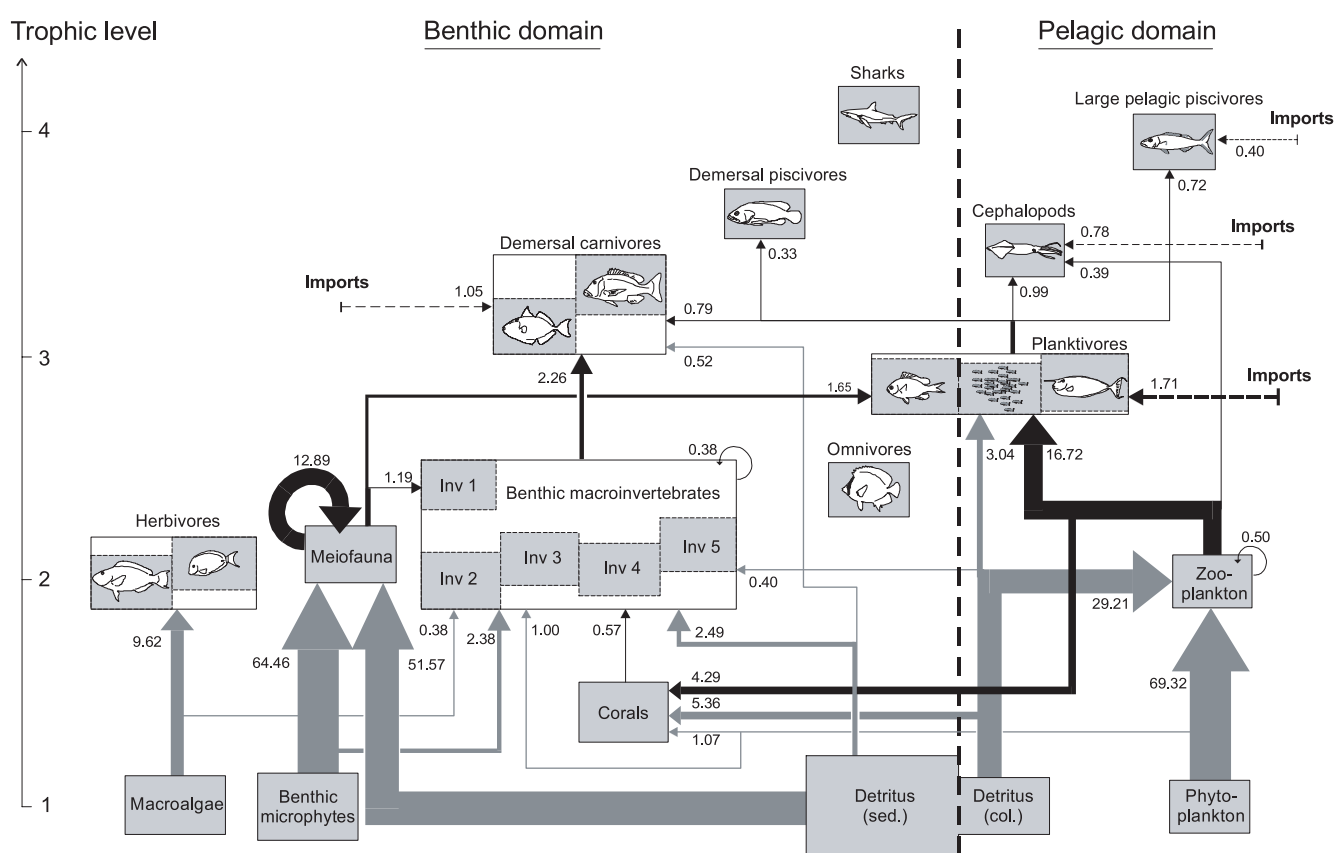 Trophic level
Benthic domain
Pelagic domain
Sharks
Large pelagic piscivores
Imports
4
0.40
Demersal piscivores
0.72
Cephalopods
Imports
0.78
Demersal carnivores
0.33
0.39
Imports
1.05
0.99
0.79
Planktivores
3
0.52
2.26
1.65
1.71
Imports
Omnivores
3.04
16.72
0.38
12.89
1.19
Inv 1
Benthic macroinvertebrates
Herbivores
Meiofauna
Inv 2
Inv 3
Inv 4
Inv 5
0.50
2
0.40
Zoo-
plankton
29.21
9.62
0.38
2.38
1.00
0.57
2.49
64.46
51.57
4.29
69.32
Corals
5.36
1.07
1
Macroalgae
Benthic
microphytes
Detritus
(sed.)
Detritus
(col.)
Phyto-
plankton